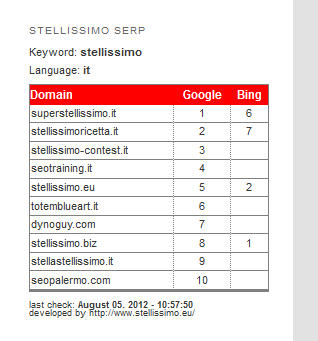 STELLISSIMO SERP
Keyword: stellissimo
Language: it
Domain Google Bing
superstellissimo.it 1 6
stellissimoricetta.it 2 7
stellissimo-contest.it 3
seotraining.it 4
stellissimo.eu 5 2
totemblueart.it 6
dynoguy.com 7
stellissimo.biz 8 1
stellastellissimo.it 9
seopalermo.com 10
last check: August 05. 2012 - 10:57:50
developed by http://www.stellissimo.eu/